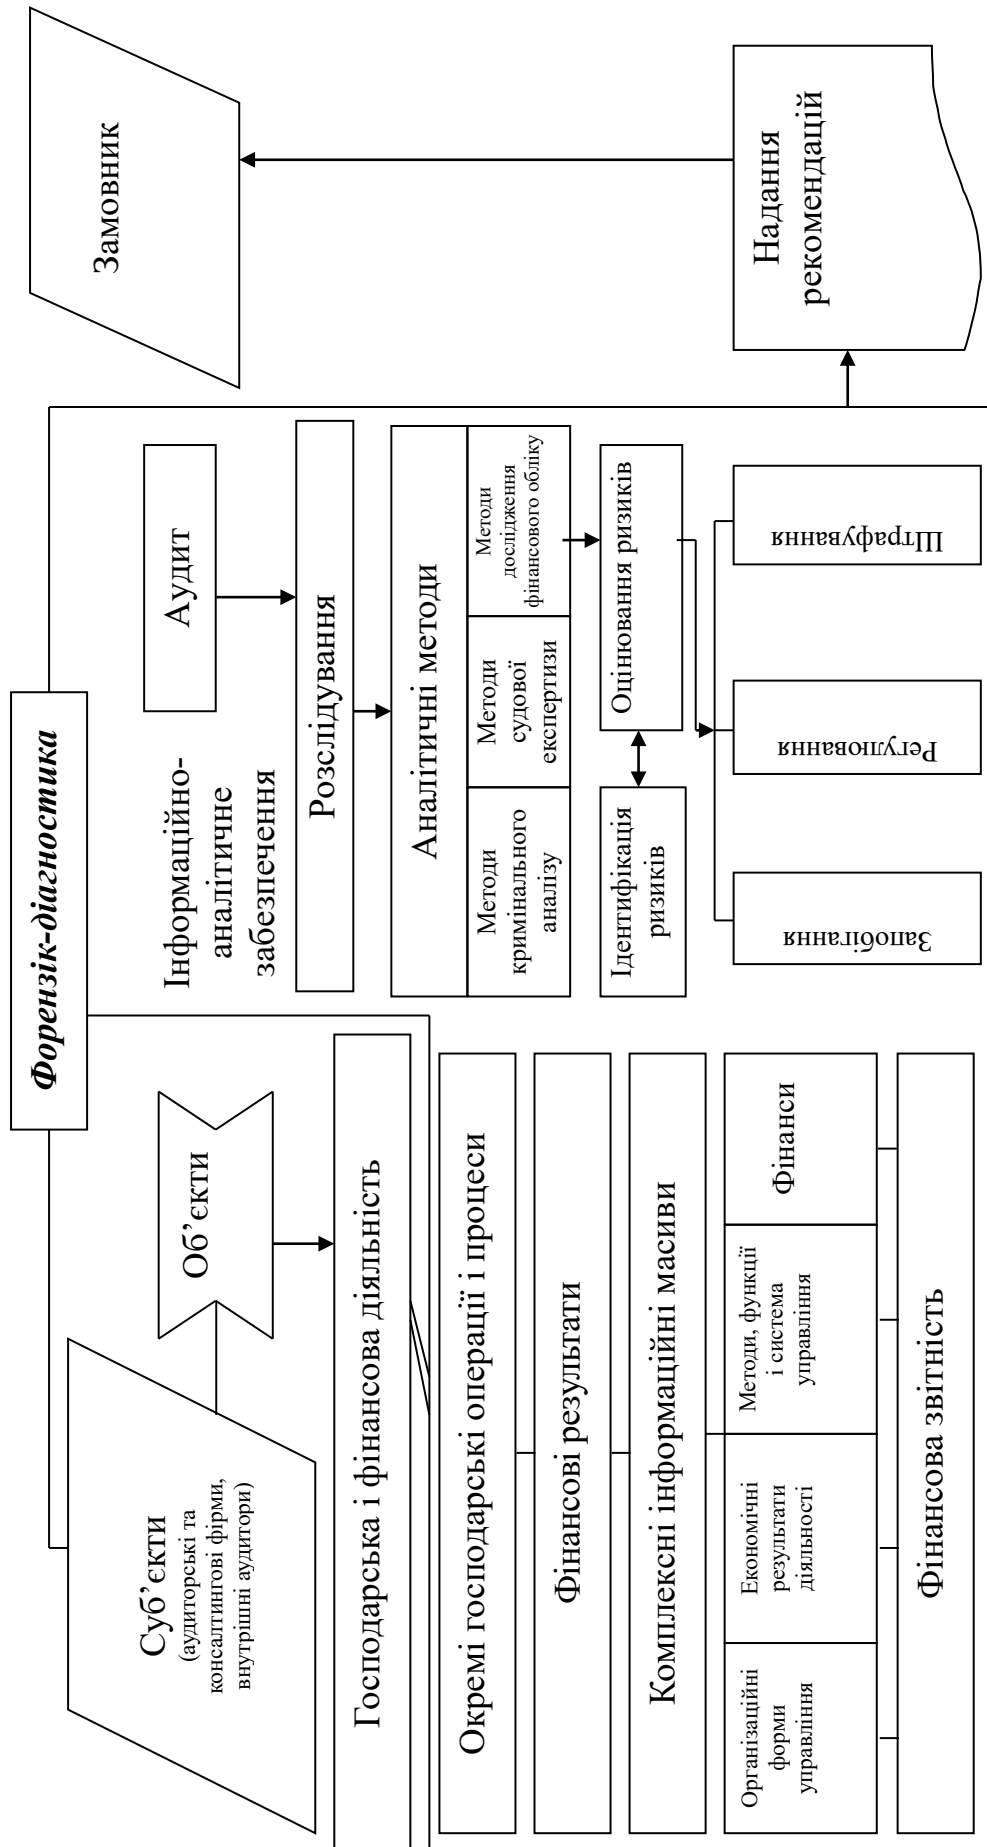 Форензік-діагностика
Суб’єкти
(аудиторські та
консалтингові фірми,
внутрішні аудитори)
Об’єкти
Господарська і фінансова діяльність
Окремі господарські операції і процеси
Фінансові результати
Комплексні інформаційні масиви
Організаційні
форми
управління
Економічні
результати
діяльності
Методи, функції
і система
управління
Фінанси
Фінансова звітність
Інформаційно-
аналітичне
забезпечення
Аудит
Розслідування
Аналітичні методи
Методи
кримінального
аналізу
Методи
судової
експертизи
Методи
дослідження
фінансового обліку
Ідентифікація
ризиків
Оцінювання ризиків
Запобігання
Регулювання
Штрафування
Замовник
Надання
рекомендацій